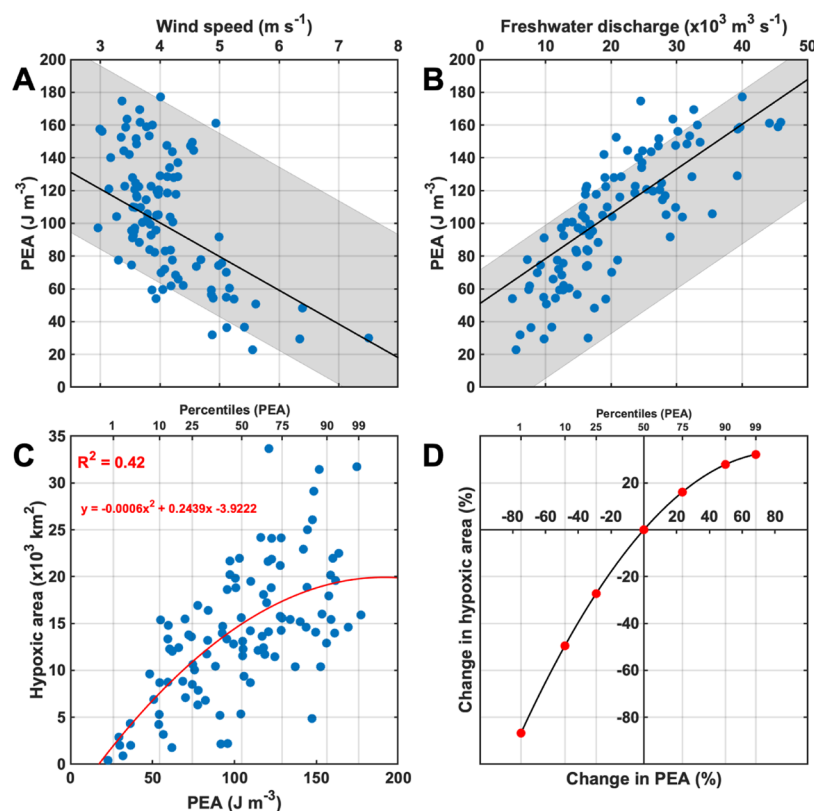 Wind speed (m s⁻¹)
3 4 5 6 7 8
A
PEA (J m⁻³)
200
180
160
140
120
100
80
60
40
20
0
Freshwater discharge (x10³ m³ s⁻¹)
0 10 20 30 40 50
B
PEA (J m⁻³)
200
180
160
140
120
100
80
60
40
20
0
Percentiles (PEA)
1 10 25 50 75 90 99
C
R² = 0.42
y = -0.0006x² + 0.2439x -3.9222
Hypoxic area (x10³ km²)
35
30
25
20
15
10
5
0
0 50 100 150 200
PEA (J m⁻³)
Percentiles (PEA)
1 10 25 50 75 90 99
D
Change in hypoxic area (%)
20
-80 -60 -40 -20 20 40 60 80
-20
-40
-60
-80
Change in PEA (%)